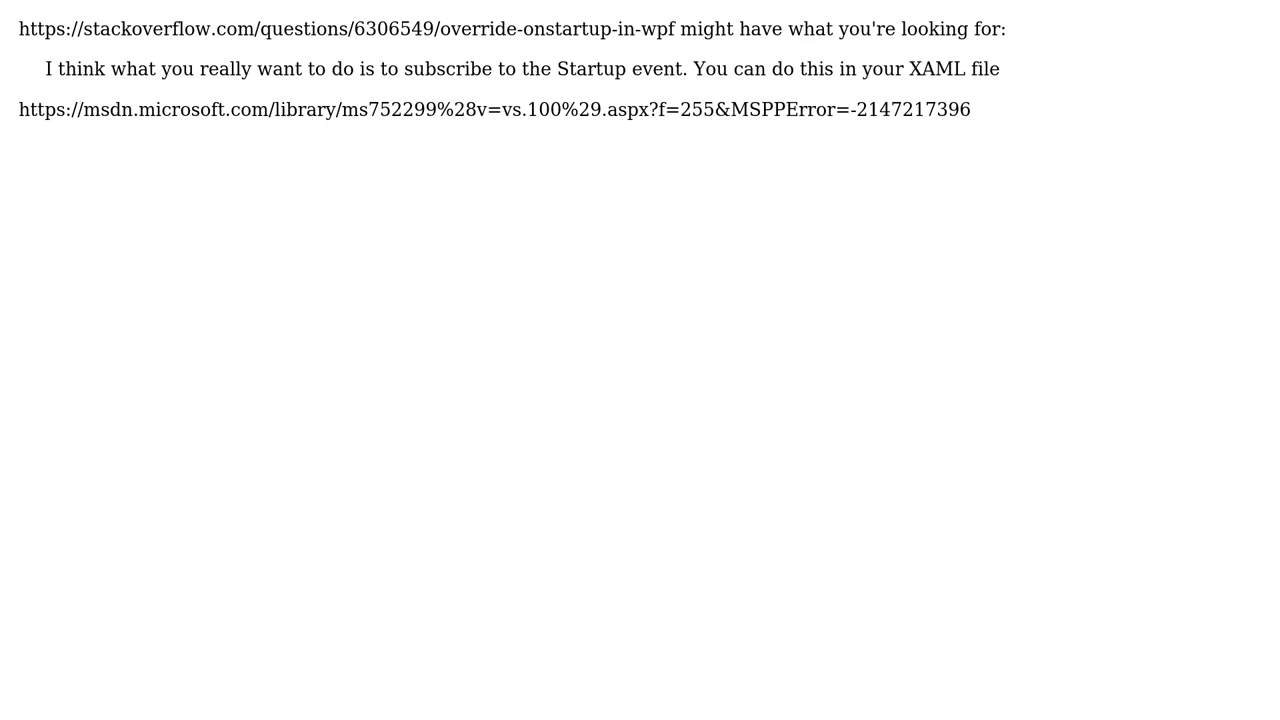 https://stackoverflow.com/questions/6306549/override-onstartup-in-wpf might have what you're looking for:
I think what you really want to do is to subscribe to the Startup event. You can do this in your XAML file
https://msdn.microsoft.com/library/ms752299%28v=vs.100%29.aspx?f=255&MSPPError=-2147217396